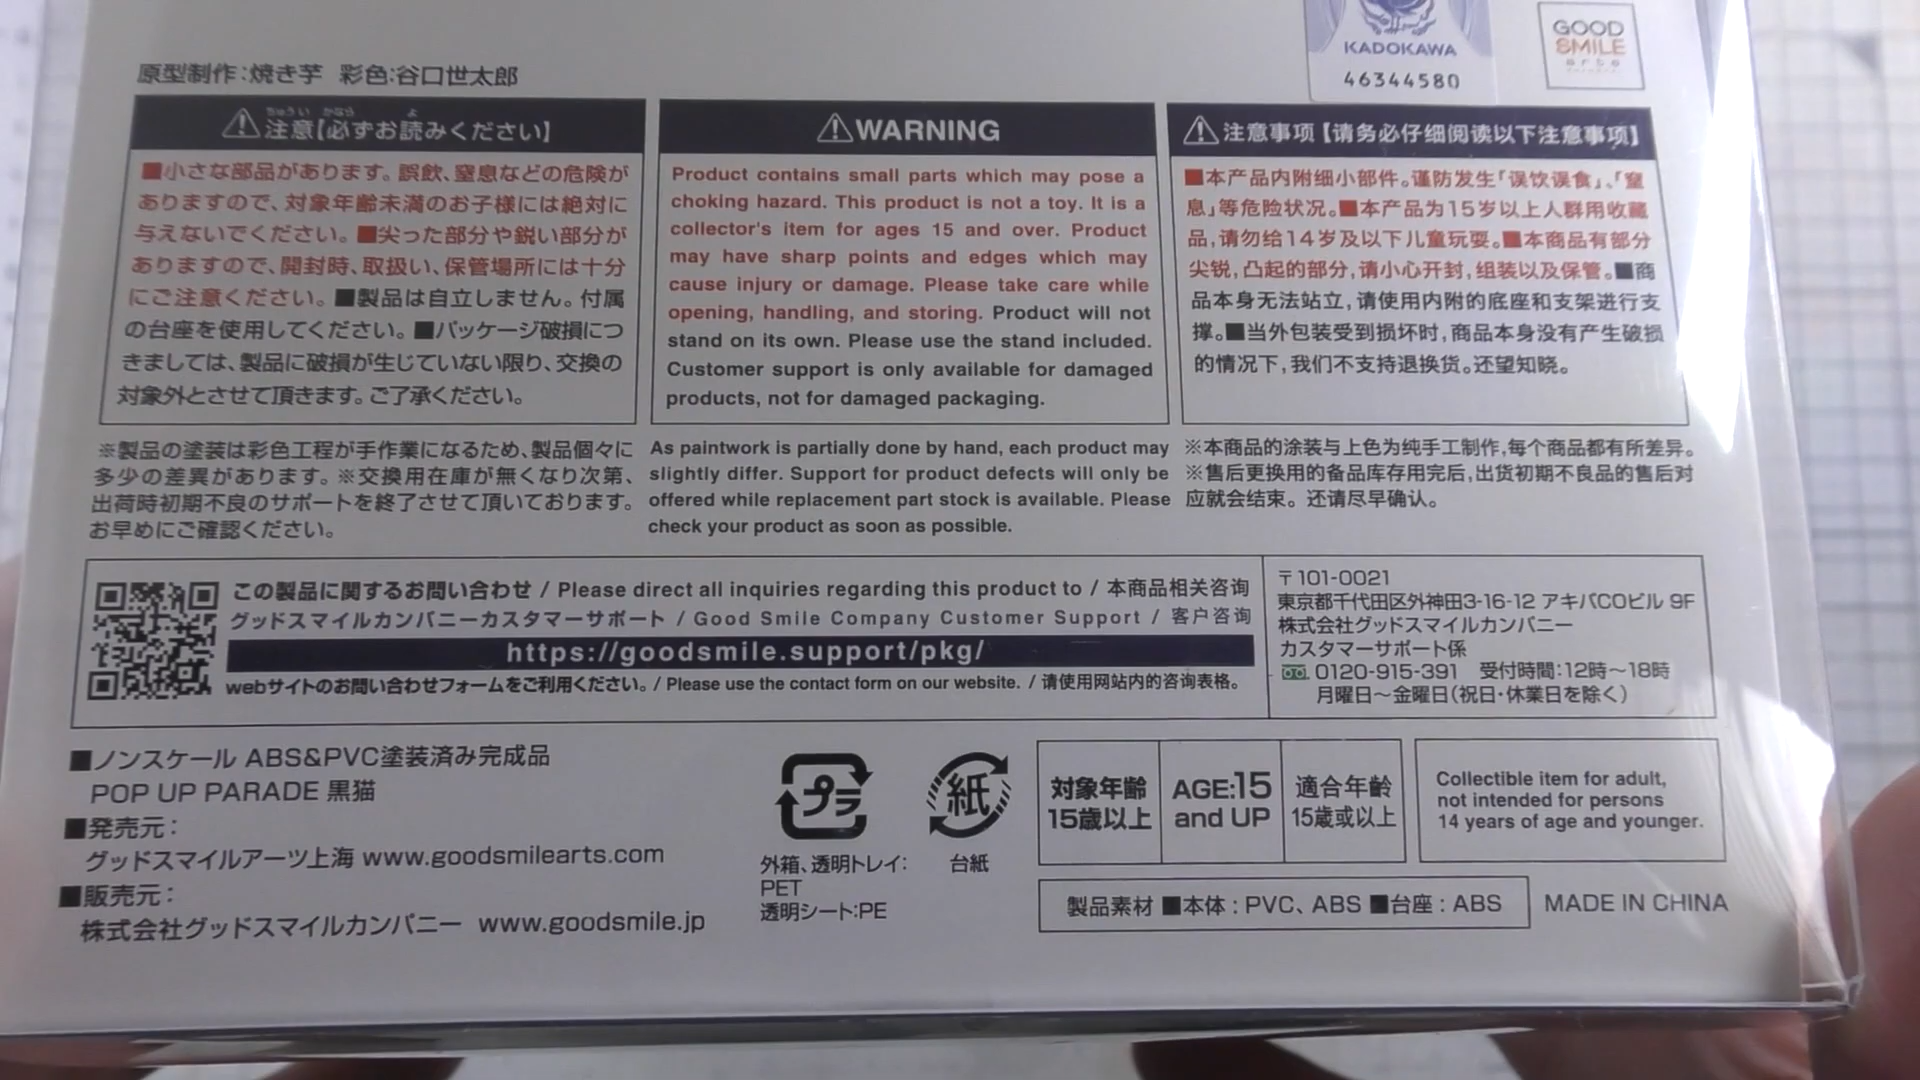 KADOKAWA
46344580
GOOD
SMILE
arts
原型制作:焼き芋 彩色:谷口世太郎
ちゅうい かなら よ
⚠注意【必ずお読みください】
■小さな部品があります。誤飲、窒息などの危険が
ありますので、対象年齢未満のお子様には絶対に
与えないでください。■尖った部分や鋭い部分が
ありますので、開封時、取扱い、保管場所には十分
にご注意ください。■製品は自立しません。付属
の台座を使用してください。■パッケージ破損につ
きましては、製品に破損が生じていない限り、交換の
対象外とさせて頂きます。ご了承ください。
⚠WARNING
Product contains small parts which may pose a
choking hazard. This product is not a toy. It is a
collector's item for ages 15 and over. Product
may have sharp points and edges which may
cause injury or damage. Please take care while
opening, handling, and storing. Product will not
stand on its own. Please use the stand included.
Customer support is only available for damaged
products, not for damaged packaging.
⚠注意事项【请务必仔细阅读以下注意事项】
■本产品内附细小部件。谨防发生「误饮误食」、「窒
息」等危险状况。■本产品为15岁以上人群用收藏
品,请勿给14岁及以下儿童玩耍。■本商品有部分
尖锐,凸起的部分,请小心开封,组装以及保管。■商
品本身无法站立,请使用内附的底座和支架进行支
撑。■当外包装受到损坏时,商品本身没有产生破损
的情况下,我们不支持退换货。还望知晓。
※製品の塗装は彩色工程が手作業になるため、製品個々に
多少の差異があります。※交換用在庫が無くなり次第、
出荷時初期不良のサポートを終了させて頂いております。
お早めにご確認ください。
As paintwork is partially done by hand, each product may
slightly differ. Support for product defects will only be
offered while replacement part stock is available. Please
check your product as soon as possible.
※本商品的涂装与上色为纯手工制作,每个商品都有所差异。
※售后更换用的备品库存用完后,出货初期不良品的售后对
应就会结束。还请尽早确认。
この製品に関するお問い合わせ / Please direct all inquiries regarding this product to / 本商品相关咨询
グッドスマイルカンパニーカスタマーサポート / Good Smile Company Customer Support / 客户咨询
https://goodsmile.support/pkg/
webサイトのお問い合わせフォームをご利用ください。/ Please use the contact form on our website. / 请使用网站内的咨询表格。
〒101-0021
東京都千代田区外神田3-16-12 アキバCOビル 9F
株式会社グッドスマイルカンパニー
カスタマーサポート係
0120-915-391 受付時間:12時〜18時
月曜日〜金曜日(祝日・休業日を除く)
■ノンスケール ABS&PVC塗装済み完成品
POP UP PARADE 黒猫
■発売元:
グッドスマイルアーツ上海 www.goodsmilearts.com
■販売元:
株式会社グッドスマイルカンパニー www.goodsmile.jp
プラ
外箱、透明トレイ:
PET
透明シート:PE
紙
台紙
対象年齢
15歳以上
AGE:15
and UP
適合年齢
15歳或以上
Collectible item for adult,
not intended for persons
14 years of age and younger.
製品素材 ■本体:PVC、ABS ■台座:ABS
MADE IN CHINA